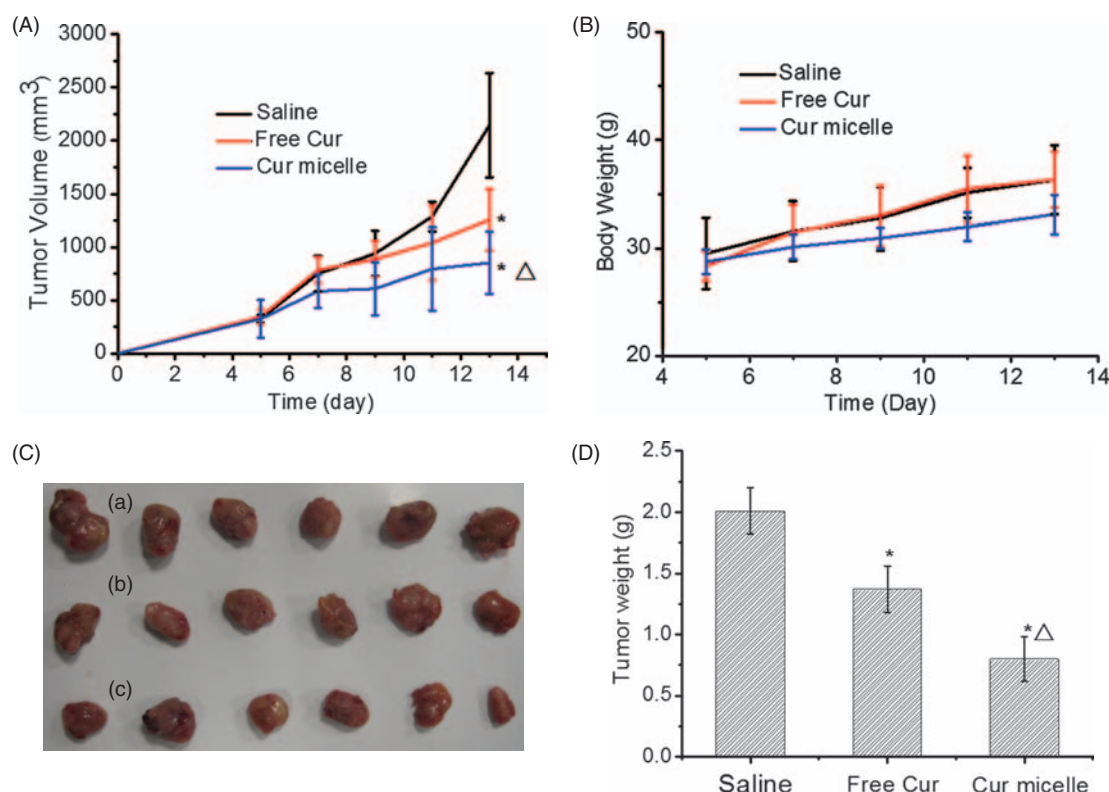 (A)
3000
2500
2000
1500
1000
500
0
Tumor Volume (mm3)
Saline
Free Cur
Cur micelle
*
* △
0 2 4 6 8 10 12 14
Time (day)
(B)
50
40
30
20
Body Weight (g)
Saline
Free Cur
Cur micelle
4 6 8 10 12 14
Time (Day)
(C)
(a)
(b)
(c)
(D)
2.5
2.0
1.5
1.0
0.5
0.0
Tumor weight (g)
*
*△
Saline Free Cur Cur micelle